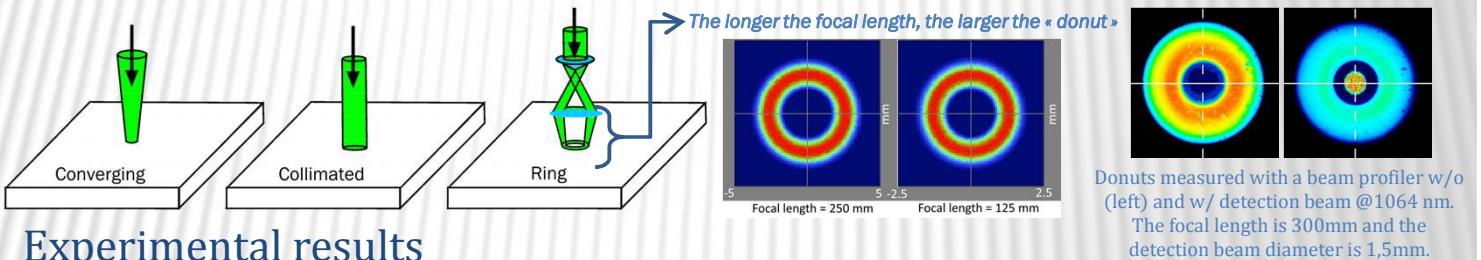 The longer the focal length, the larger the « donut »
Converging
Collimated
Ring
mm
mm
-5
5
-2.5
2.5
Focal length = 250 mm
Focal length = 125 mm
Donuts measured with a beam profiler w/o
(left) and w/ detection beam @1064 nm.
The focal length is 300mm and the
detection beam diameter is 1,5mm.
Experimental results